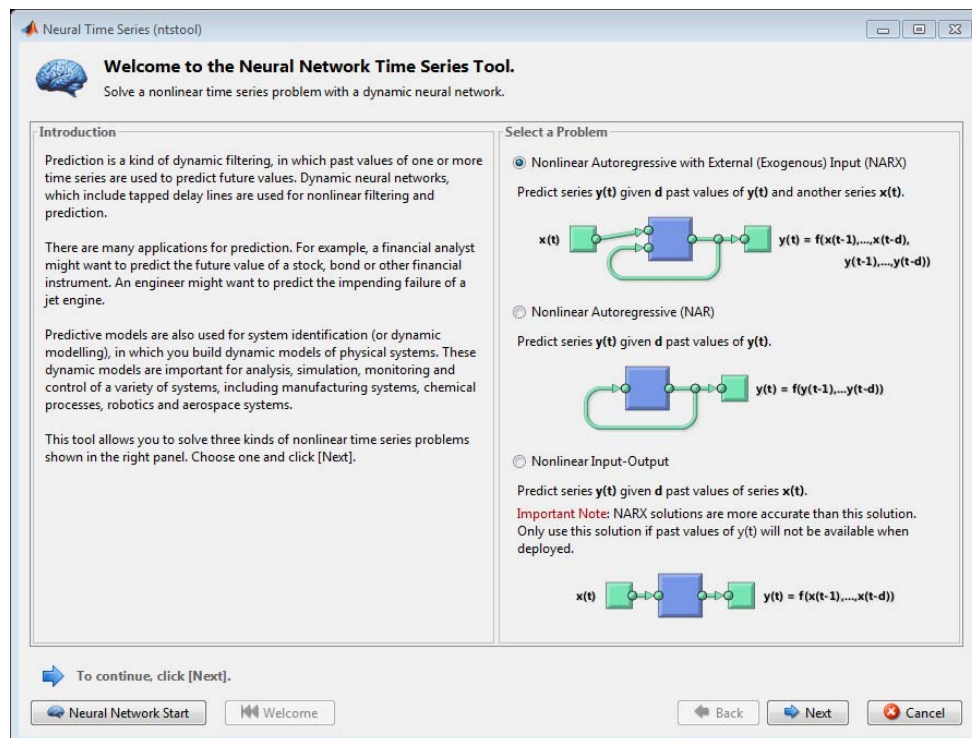 Neural Time Series (ntstool)
Welcome to the Neural Network Time Series Tool.
Solve a nonlinear time series problem with a dynamic neural network.
Introduction
Prediction is a kind of dynamic filtering, in which past values of one or more
time series are used to predict future values. Dynamic neural networks,
which include tapped delay lines are used for nonlinear filtering and
prediction.
There are many applications for prediction. For example, a financial analyst
might want to predict the future value of a stock, bond or other financial
instrument. An engineer might want to predict the impending failure of a
jet engine.
Predictive models are also used for system identification (or dynamic
modelling), in which you build dynamic models of physical systems. These
dynamic models are important for analysis, simulation, monitoring and
control of a variety of systems, including manufacturing systems, chemical
processes, robotics and aerospace systems.
This tool allows you to solve three kinds of nonlinear time series problems
shown in the right panel. Choose one and click [Next].
Select a Problem
Nonlinear Autoregressive with External (Exogenous) Input (NARX)
Predict series y(t) given d past values of y(t) and another series x(t).
x(t)
y(t) = f(x(t-1),...,x(t-d),
y(t-1),...,y(t-d))
Nonlinear Autoregressive (NAR)
Predict series y(t) given d past values of y(t).
y(t) = f(y(t-1),...y(t-d))
Nonlinear Input-Output
Predict series y(t) given d past values of series x(t).
Important Note: NARX solutions are more accurate than this solution.
Only use this solution if past values of y(t) will not be available when
deployed.
x(t)
y(t) = f(x(t-1),...,x(t-d))
To continue, click [Next].
Neural Network Start
Welcome
Back
Next
Cancel